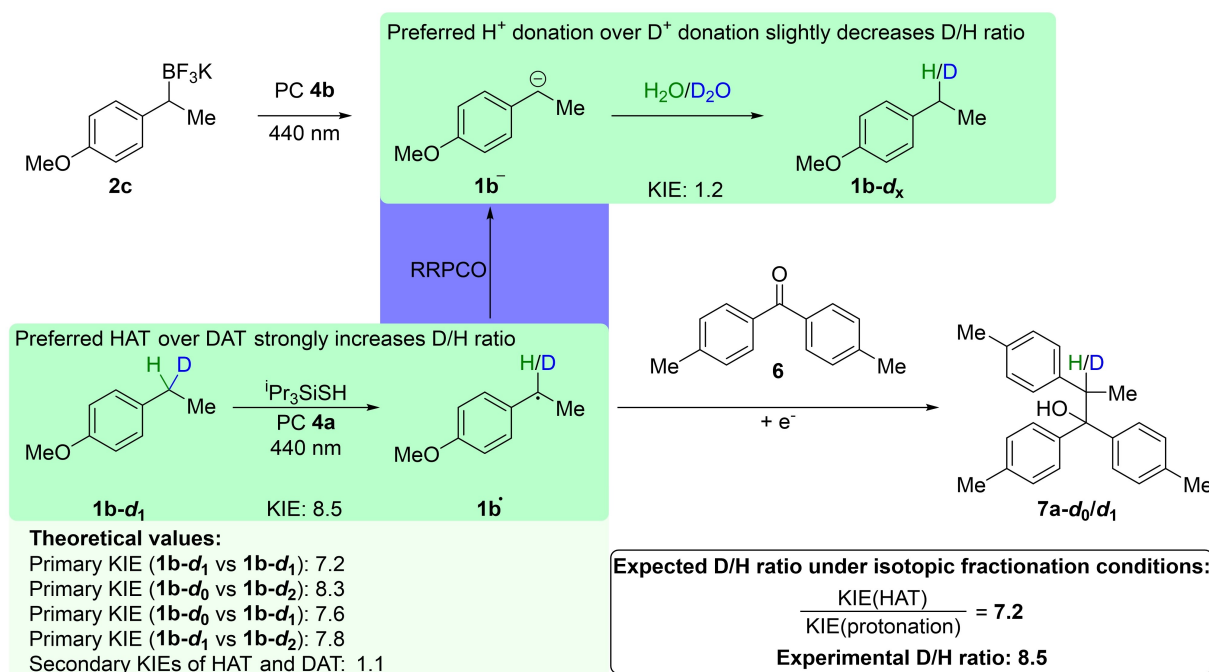 Preferred H⁺ donation over D⁺ donation slightly decreases D/H ratio
BF₃K
Me
MeO
2c
PC 4b
440 nm
⊖
Me
MeO
1b⁻
H₂O/D₂O
KIE: 1.2
H/D
Me
MeO
1b-dₓ
RRPCO
Preferred HAT over DAT strongly increases D/H ratio
H
D
Me
MeO
1b-d₁
ⁱPr₃SiSH
PC 4a
440 nm
KIE: 8.5
H/D
Me
MeO
1b•
O
Me
Me
6
+ e⁻
Me
H/D
Me
HO
Me
Me
7a-d₀/d₁
Theoretical values:
Primary KIE (1b-d₁ vs 1b-d₁): 7.2
Primary KIE (1b-d₀ vs 1b-d₂): 8.3
Primary KIE (1b-d₀ vs 1b-d₁): 7.6
Primary KIE (1b-d₁ vs 1b-d₂): 7.8
Secondary KIEs of HAT and DAT: 1.1
Expected D/H ratio under isotopic fractionation conditions:
KIE(HAT)
KIE(protonation)
= 7.2
Experimental D/H ratio: 8.5